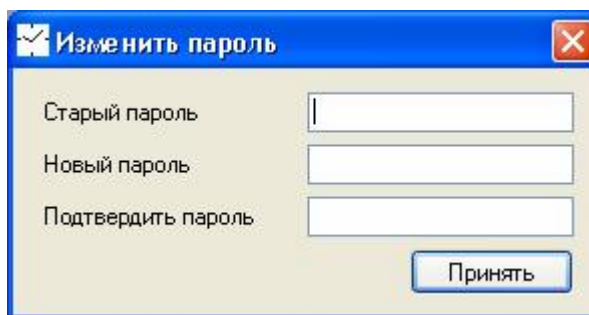 Изменить пароль
Старый пароль
Новый пароль
Подтвердить пароль
Принять